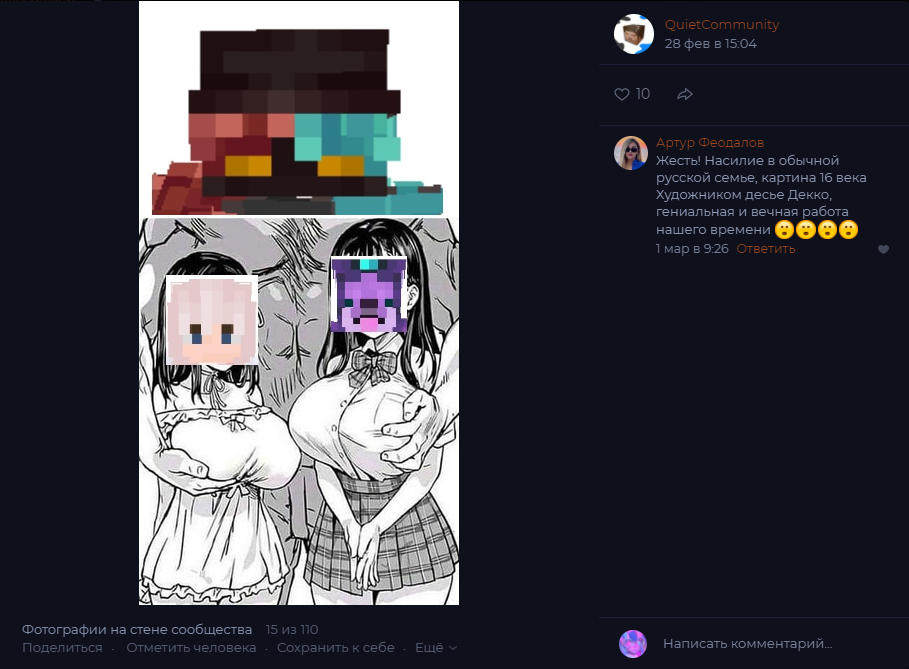 QuietCommunity
28 фев в 15:04
10
Артур Феодалов
Жесть! Насилие в обычной
русской семье, картина 16 века
Художником десье Декко,
гениальная и вечная работа
нашего времени 😲😲😲😲
1 мар в 9:26 Ответить
Фотографии на стене сообщества 15 из 110
Поделиться · Отметить человека · Сохранить к себе · Ещё
Написать комментарий...